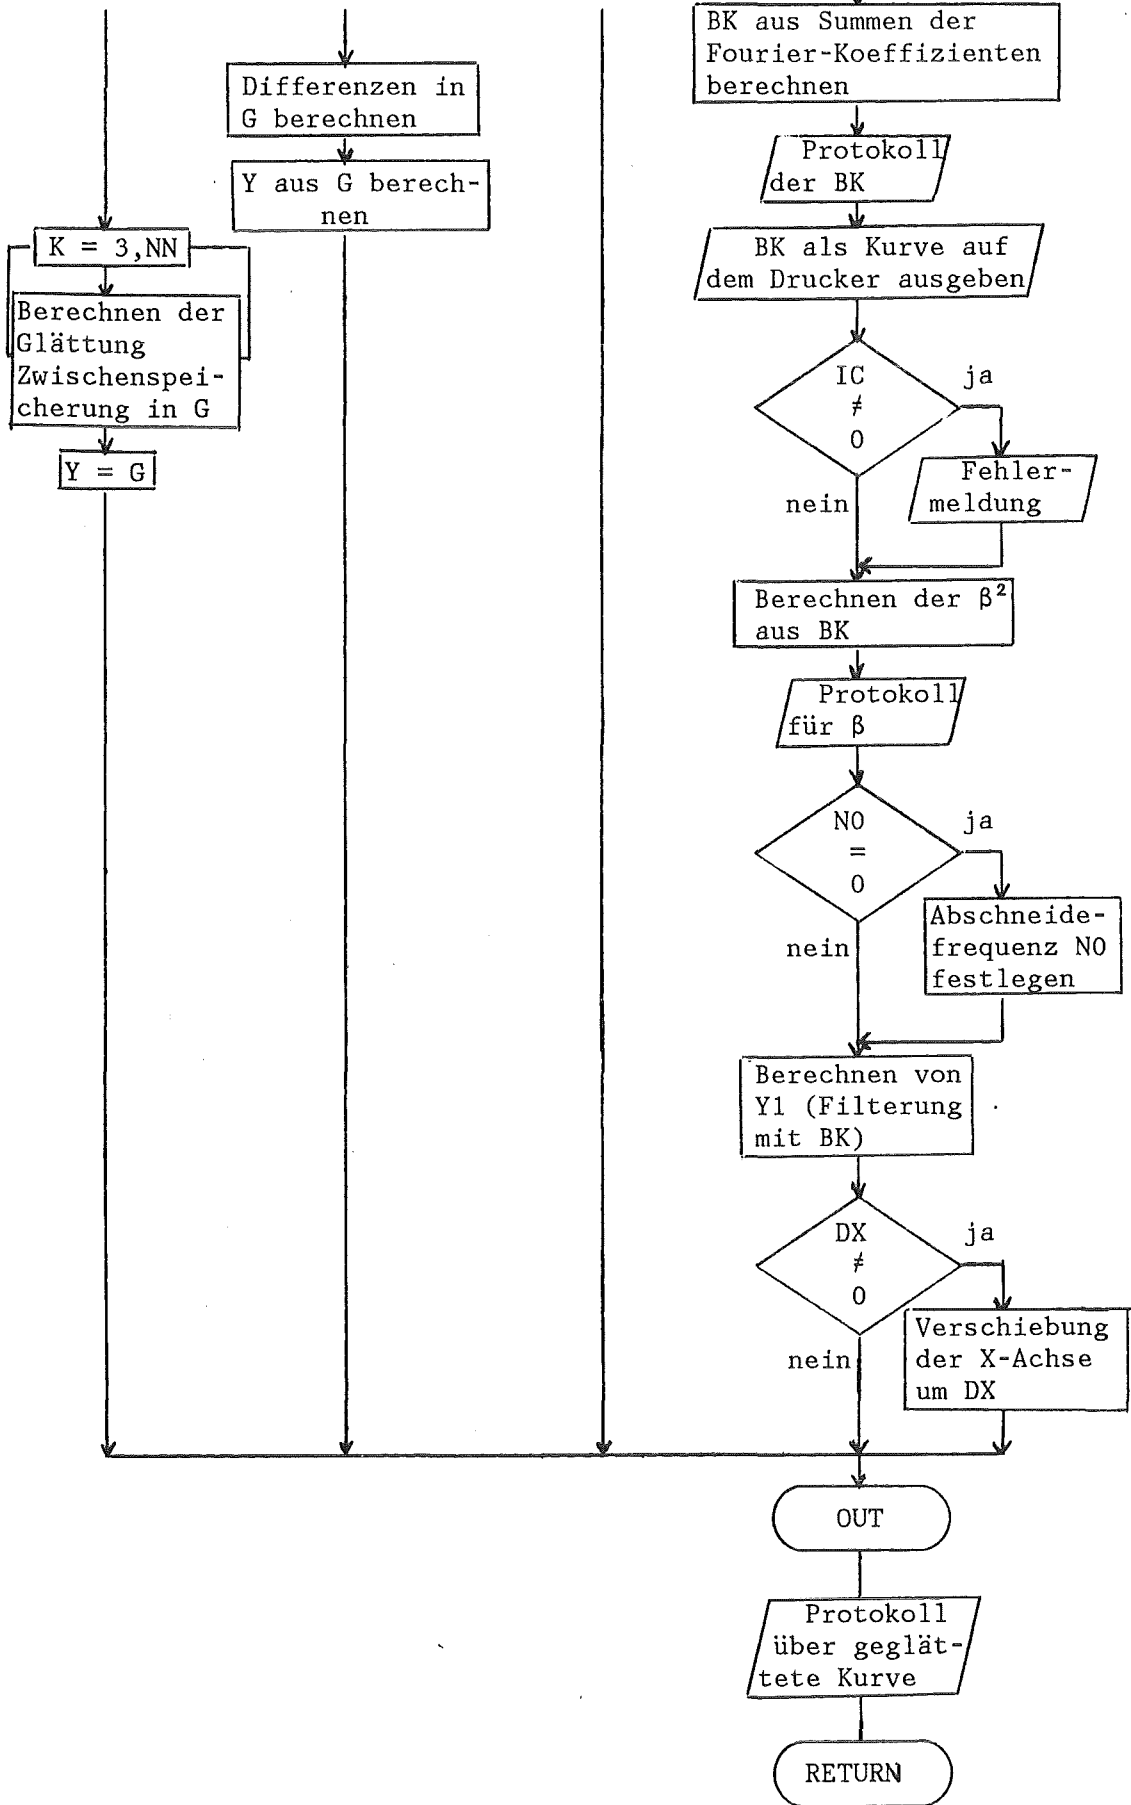 K = 3,NN
Berechnen der
Glättung
Zwischenspei-
cherung in G
Y = G
Differenzen in
G berechnen
Y aus G berech-
nen
BK aus Summen der
Fourier-Koeffizienten
berechnen
Protokoll
der BK
BK als Kurve auf
dem Drucker ausgeben
IC
≠
0
ja
nein
Fehler-
meldung
Berechnen der β²
aus BK
Protokoll
für β
NO
=
0
ja
nein
Abschneide-
frequenz NO
festlegen
Berechnen von
Y1 (Filterung
mit BK)
DX
≠
0
ja
nein
Verschiebung
der X-Achse
um DX
OUT
Protokoll
über geglät-
tete Kurve
RETURN